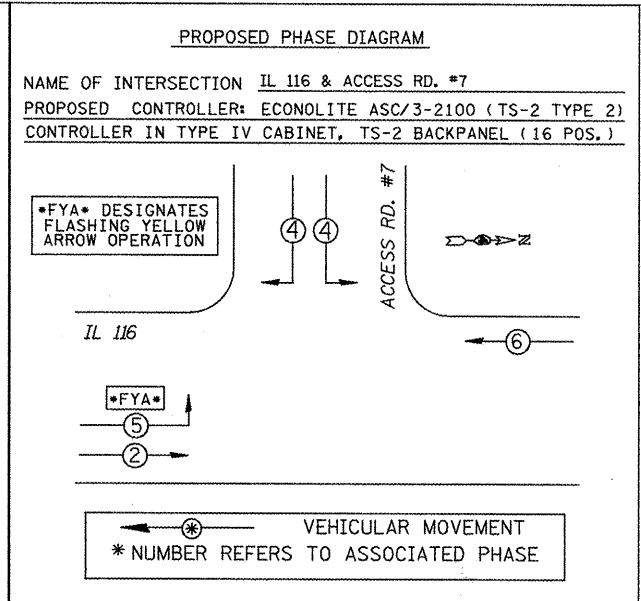 PROPOSED PHASE DIAGRAM
NAME OF INTERSECTION IL 116 & ACCESS RD. #7
PROPOSED CONTROLLER: ECONOLITE ASC/3-2100 (TS-2 TYPE 2)
CONTROLLER IN TYPE IV CABINET, TS-2 BACKPANEL (16 POS.)
*FYA* DESIGNATES
FLASHING YELLOW
ARROW OPERATION
4 4
ACCESS RD. #7
N
IL 116
6
*FYA*
5
2
* VEHICULAR MOVEMENT
* NUMBER REFERS TO ASSOCIATED PHASE